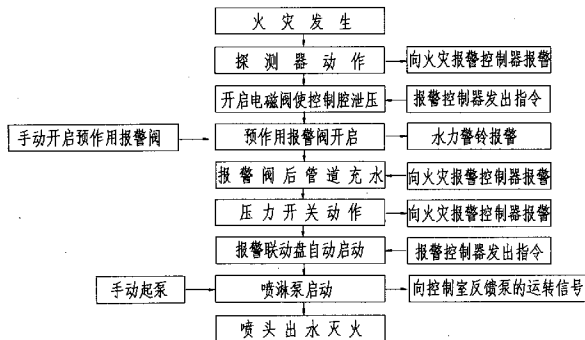 火灾发生
探测器动作
向火灾报警控制器报警
开启电磁阀使控制腔泄压
报警控制器发出指令
手动开启预作用报警阀
预作用报警阀开启
水力警铃报警
报警阀后管道充水
向火灾报警控制器报警
压力开关动作
向火灾报警控制器报警
报警联动盘自动启动
报警控制器发出指令
手动起泵
喷淋泵启动
向控制室反馈泵的运转信号
喷头出水灭火